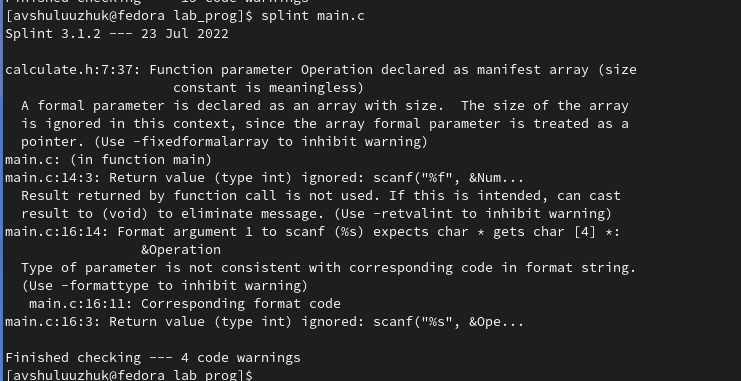 Finished checking --- 15 code warnings
[avshuluuzhuk@fedora lab_prog]$ splint main.c
Splint 3.1.2 --- 23 Jul 2022
calculate.h:7:37: Function parameter Operation declared as manifest array (size
constant is meaningless)
A formal parameter is declared as an array with size.  The size of the array
is ignored in this context, since the array formal parameter is treated as a
pointer. (Use -fixedformalarray to inhibit warning)
main.c: (in function main)
main.c:14:3: Return value (type int) ignored: scanf("%f", &Num...
Result returned by function call is not used. If this is intended, can cast
result to (void) to eliminate message. (Use -retvalint to inhibit warning)
main.c:16:14: Format argument 1 to scanf (%s) expects char * gets char [4] *:
&Operation
Type of parameter is not consistent with corresponding code in format string.
(Use -formattype to inhibit warning)
main.c:16:11: Corresponding format code
main.c:16:3: Return value (type int) ignored: scanf("%s", &Ope...
Finished checking --- 4 code warnings
[avshuluuzhuk@fedora lab_prog]$